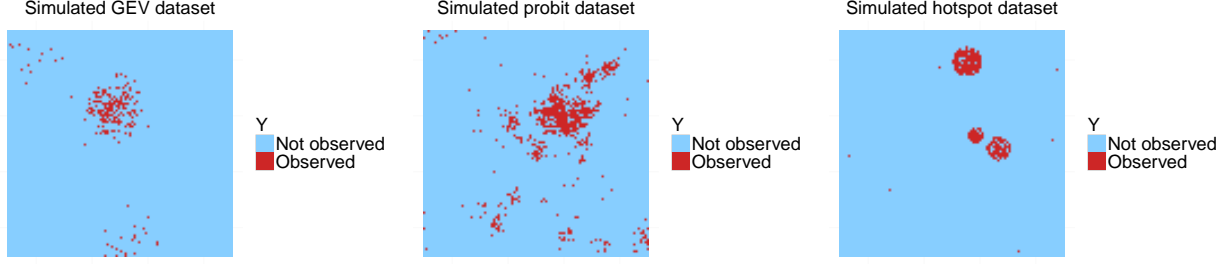 Simulated GEV dataset
Y
Not observed
Observed
Simulated probit dataset
Y
Not observed
Observed
Simulated hotspot dataset
Y
Not observed
Observed